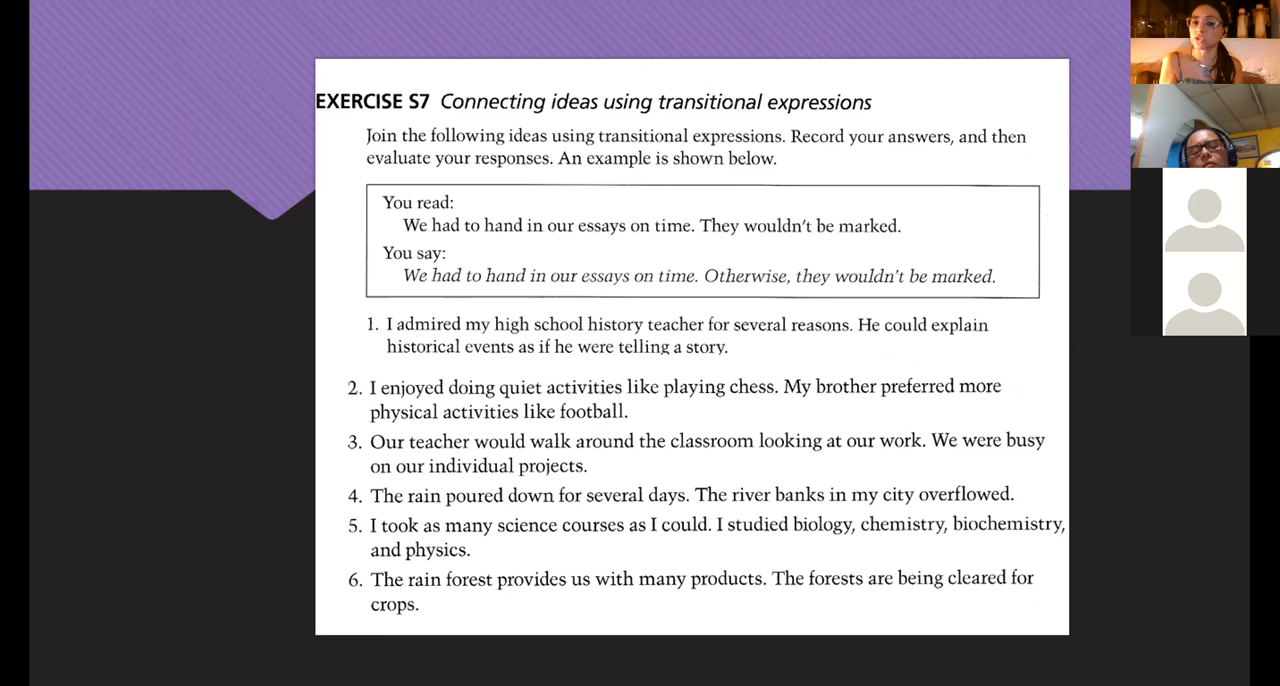 EXERCISE S7 Connecting ideas using transitional expressions
Join the following ideas using transitional expressions. Record your answers, and then
evaluate your responses. An example is shown below.
You read:
We had to hand in our essays on time. They wouldn't be marked.
You say:
We had to hand in our essays on time. Otherwise, they wouldn't be marked.
1. I admired my high school history teacher for several reasons. He could explain
historical events as if he were telling a story.
2. I enjoyed doing quiet activities like playing chess. My brother preferred more
physical activities like football.
3. Our teacher would walk around the classroom looking at our work. We were busy
on our individual projects.
4. The rain poured down for several days. The river banks in my city overflowed.
5. I took as many science courses as I could. I studied biology, chemistry, biochemistry,
and physics.
6. The rain forest provides us with many products. The forests are being cleared for
crops.